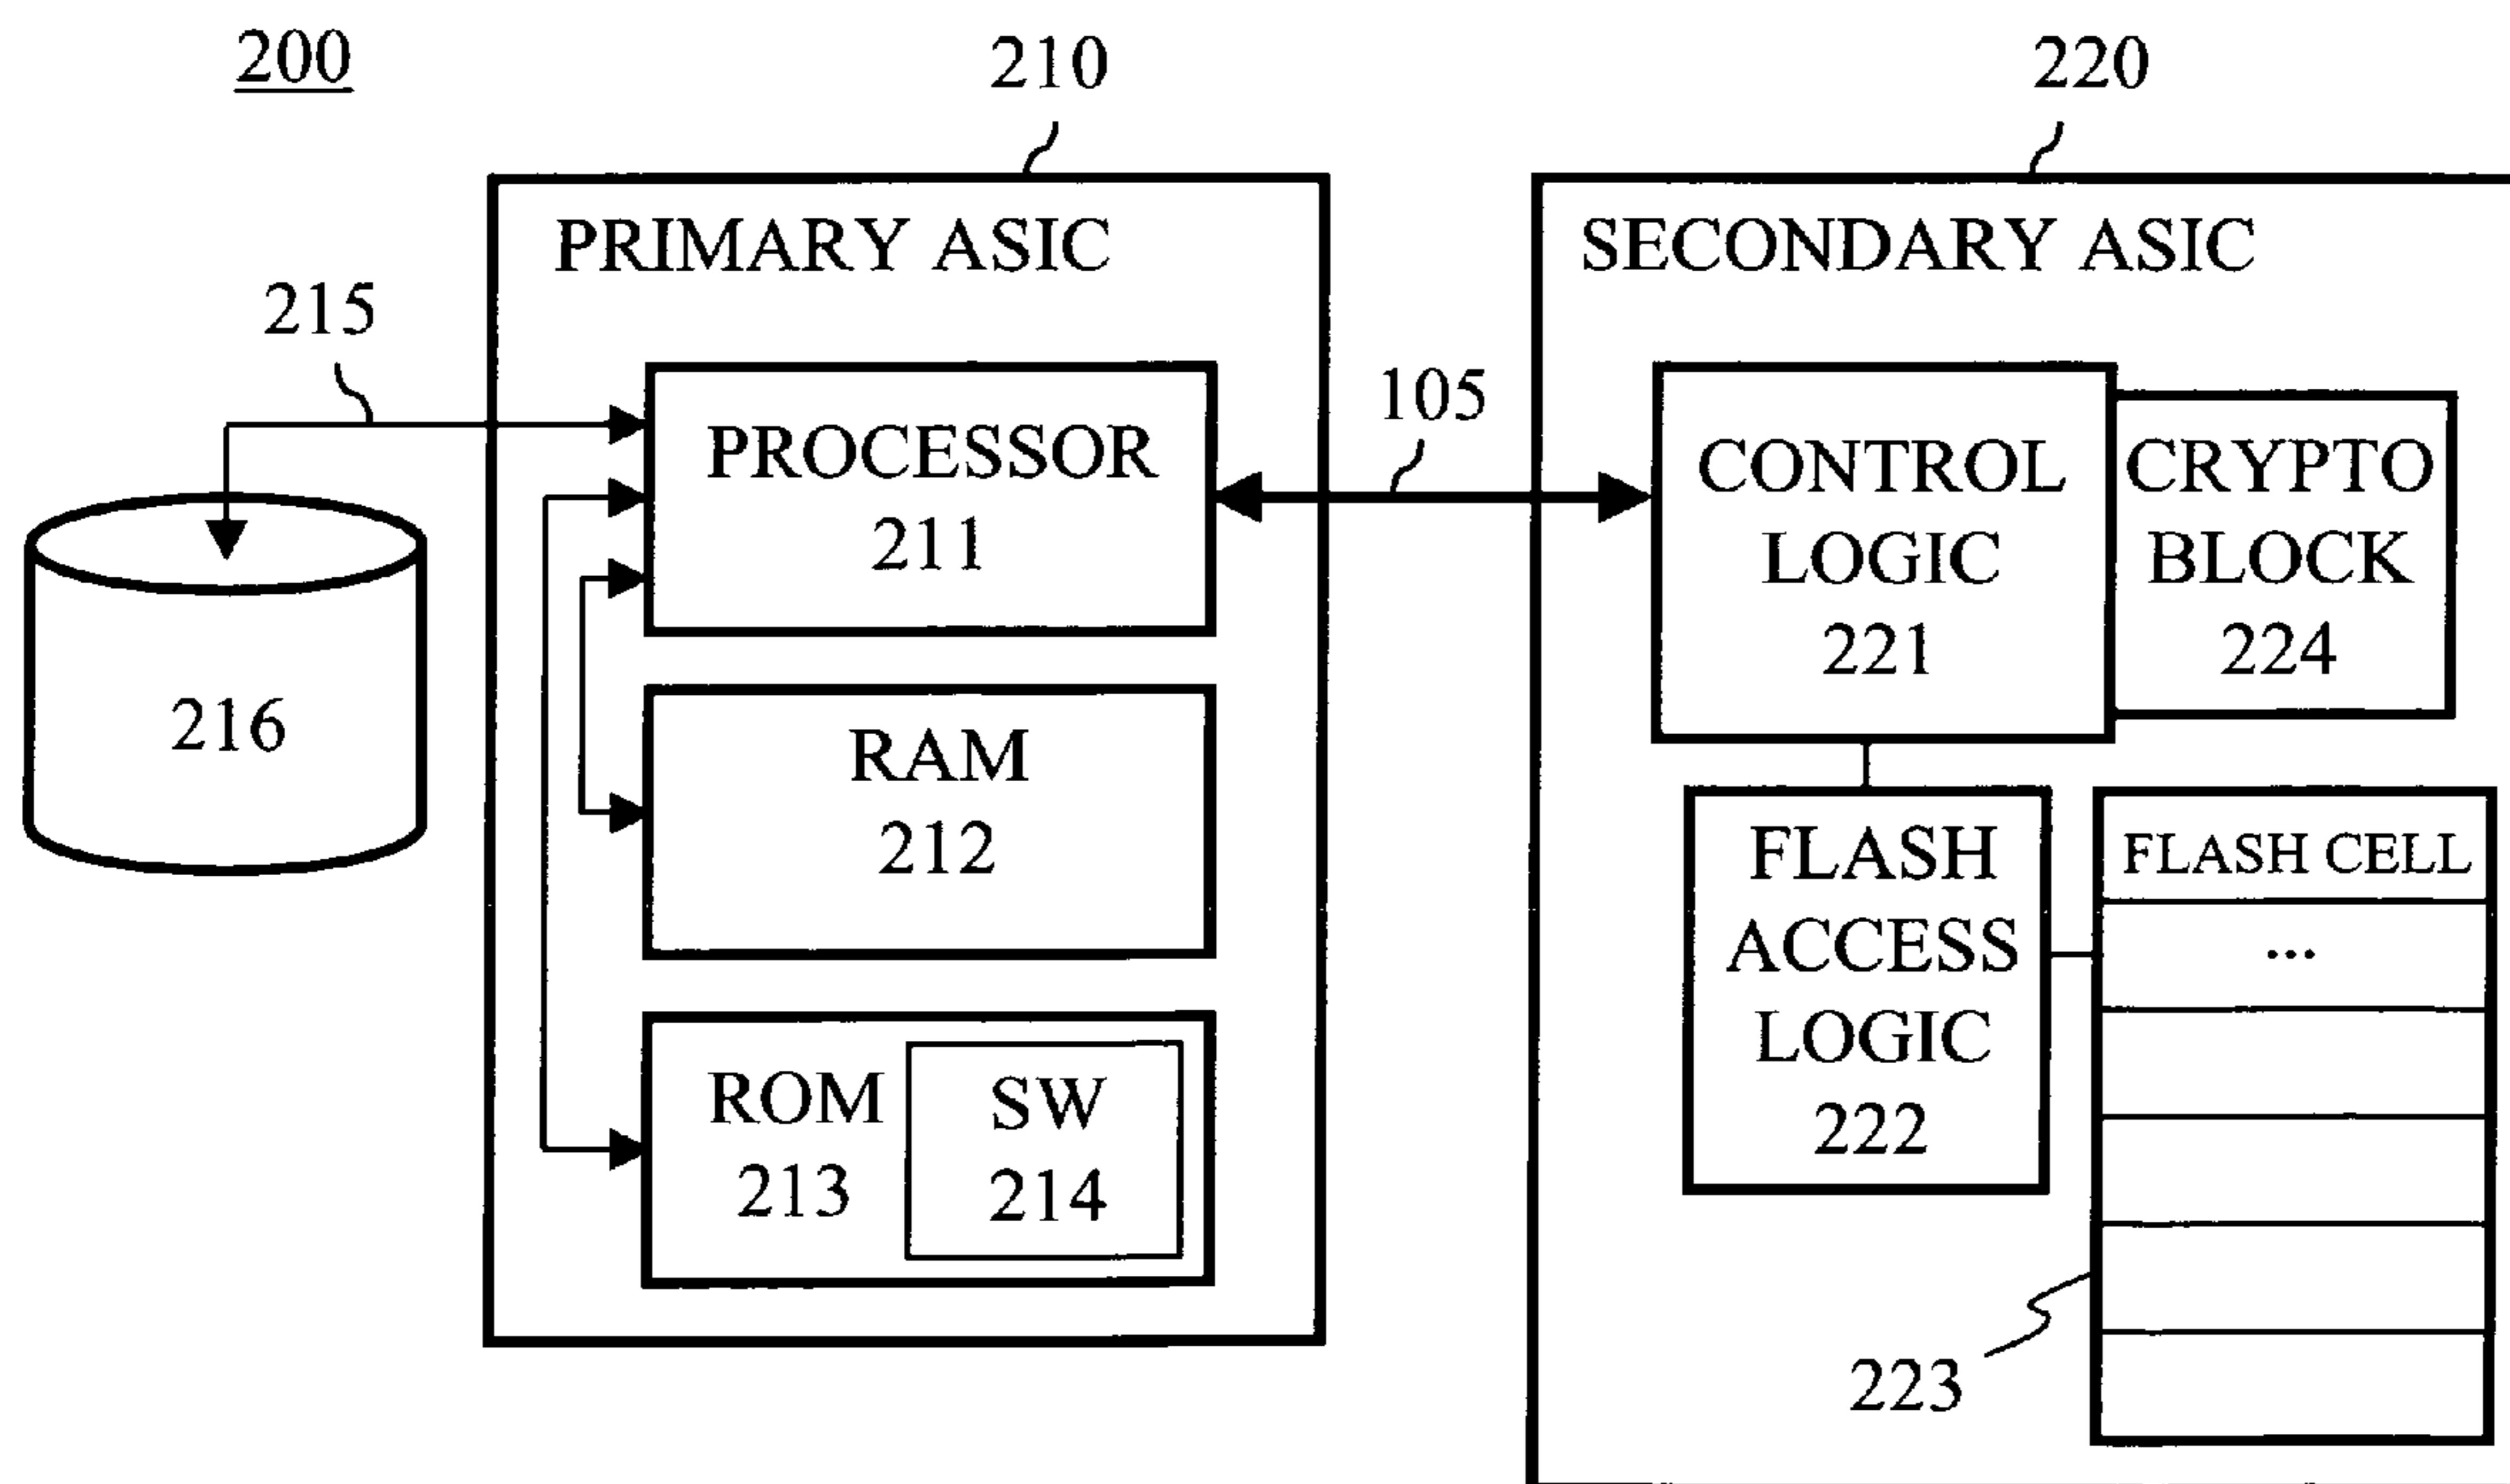 200
210
220
PRIMARY ASIC
SECONDARY ASIC
215
105
PROCESSOR
211
CONTROL
LOGIC
221
CRYPTO
BLOCK
224
216
RAM
212
FLASH
ACCESS
LOGIC
222
FLASH CELL
...
ROM
213
SW
214
223